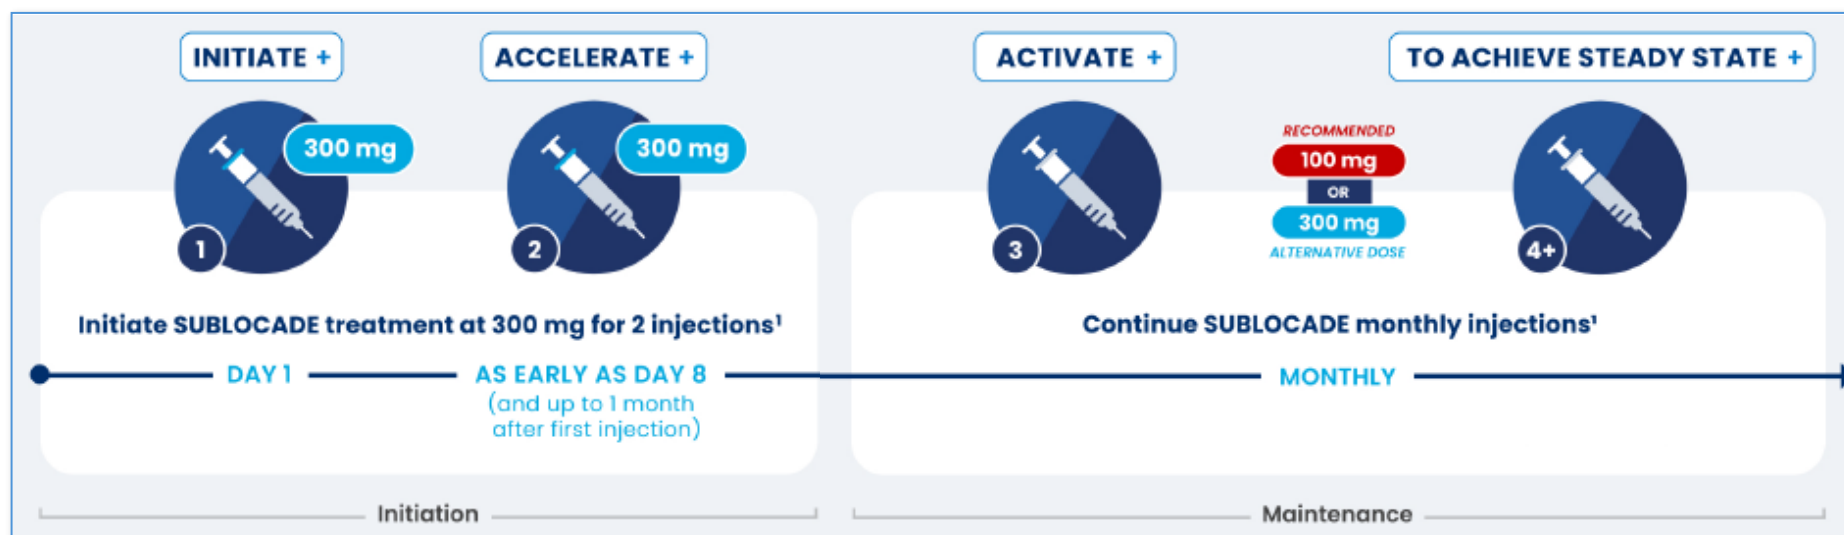 INITIATE +
ACCELERATE +
ACTIVATE +
TO ACHIEVE STEADY STATE +
300 mg
1
300 mg
2
3
RECOMMENDED
100 mg
OR
300 mg
ALTERNATIVE DOSE
4+
Initiate SUBLOCADE treatment at 300 mg for 2 injections¹
DAY 1
AS EARLY AS DAY 8
(and up to 1 month
after first injection)
Continue SUBLOCADE monthly injections¹
MONTHLY
Initiation
Maintenance